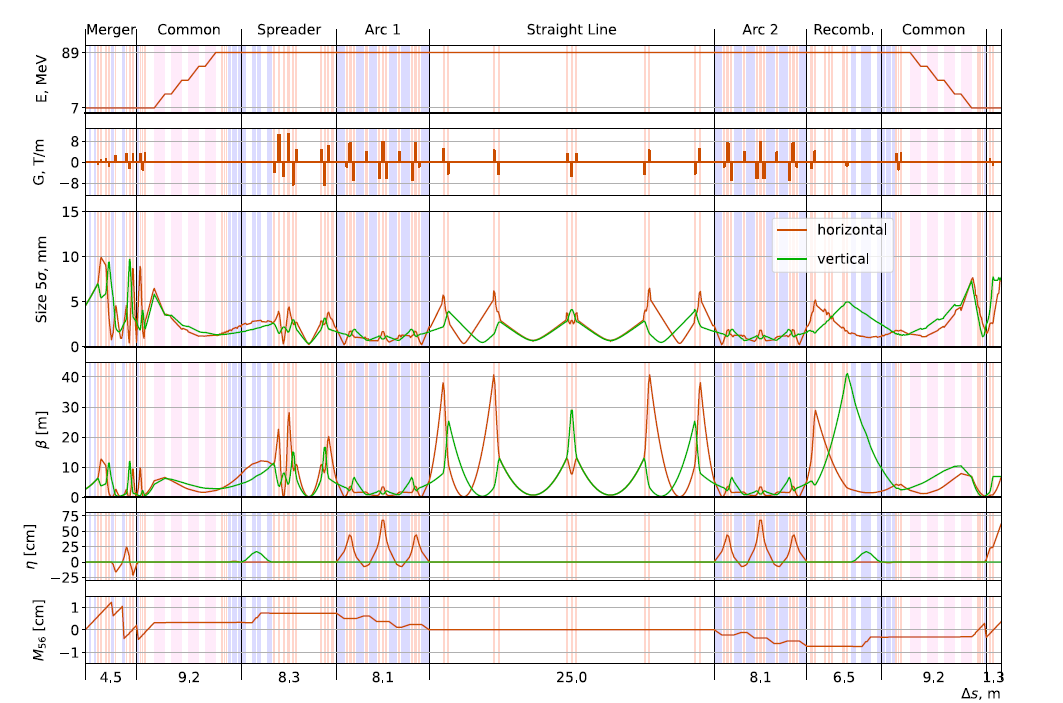 Merger Common Spreader Arc 1 Straight Line Arc 2 Recomb. Common
E, MeV
89
7
G, T/m
8
0
−8
Size 5σ, mm
15
10
5
0
horizontal
vertical
β [m]
40
30
20
10
0
η [cm]
75
50
25
0
−25
M56 [cm]
1
0
−1
4.5 9.2 8.3 8.1 25.0 8.1 6.5 9.2 1.3
Δs, m